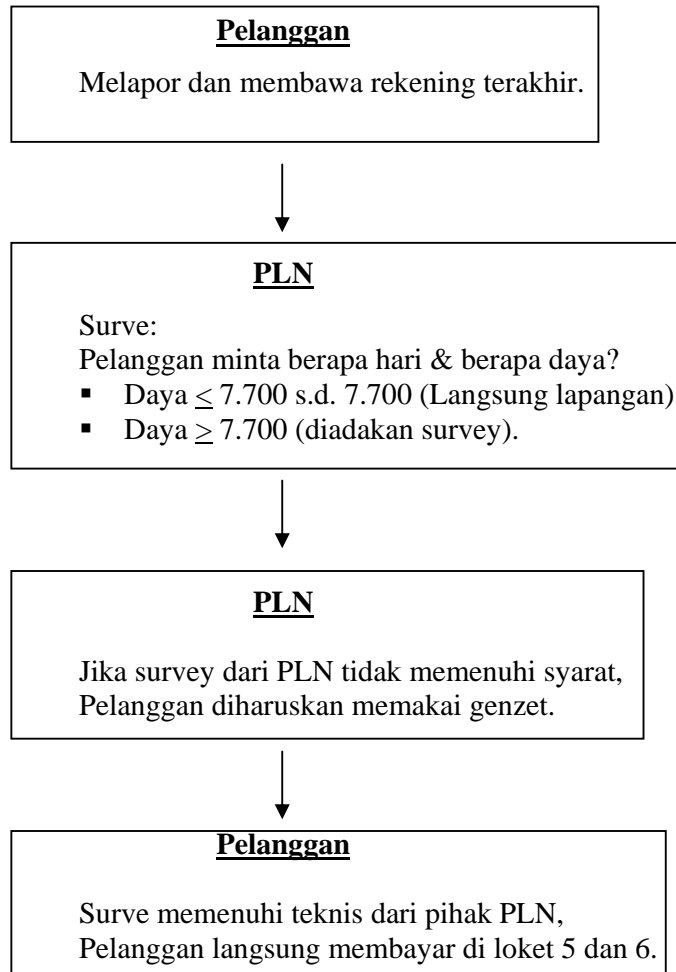 Pelanggan
Melapor dan membawa rekening terakhir.
PLN
Surve:
Pelanggan minta berapa hari & berapa daya?
▪ Daya ≤ 7.700 s.d. 7.700 (Langsung lapangan)
▪ Daya ≥ 7.700 (diadakan survey).
PLN
Jika survey dari PLN tidak memenuhi syarat,
Pelanggan diharuskan memakai genzet.
Pelanggan
Surve memenuhi teknis dari pihak PLN,
Pelanggan langsung membayar di loket 5 dan 6.